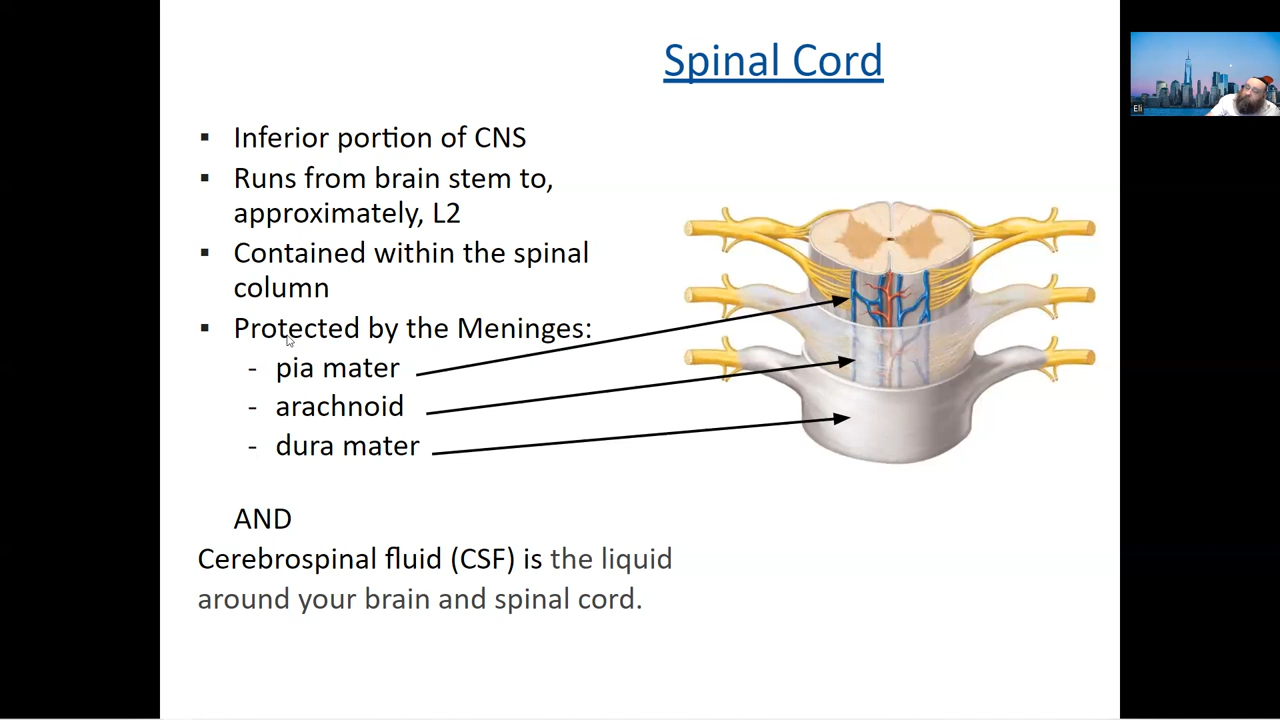 Spinal Cord
▪ Inferior portion of CNS
▪ Runs from brain stem to,
approximately, L2
▪ Contained within the spinal
column
▪ Protected by the Meninges:
- pia mater
- arachnoid
- dura mater
AND
Cerebrospinal fluid (CSF) is the liquid
around your brain and spinal cord.
Eli